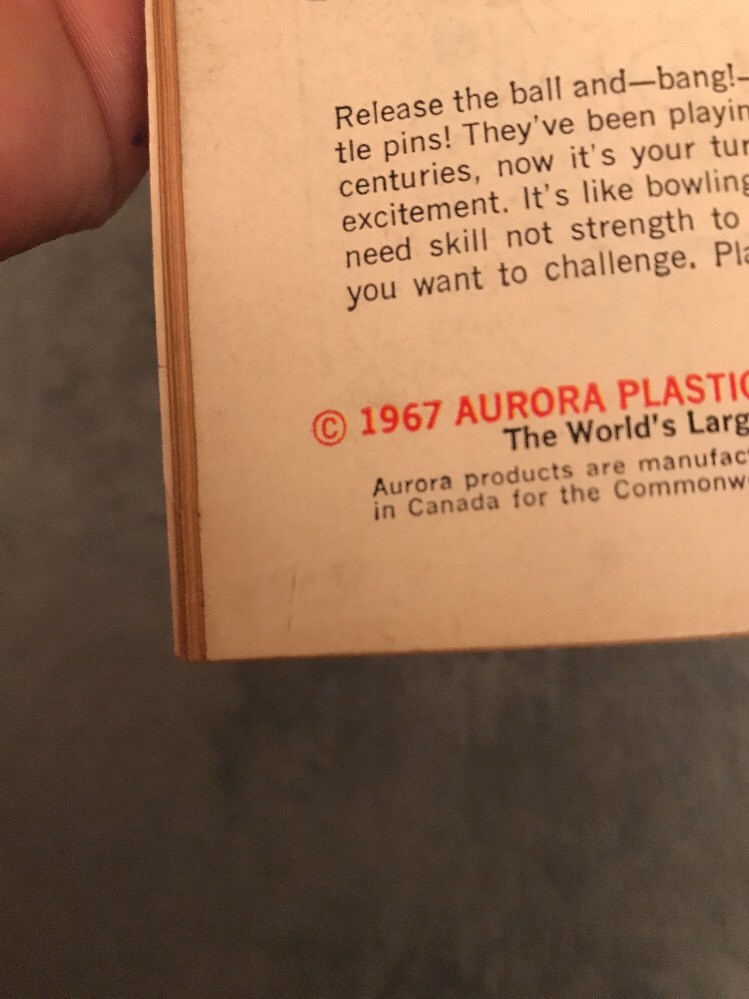 Release the ball and—bang!—
tle pins! They've been playin
centuries, now it's your tur
excitement. It's like bowling
need skill not strength to
you want to challenge. Pla
© 1967 AURORA PLASTIC
The World's Larg
Aurora products are manufac
in Canada for the Commonw